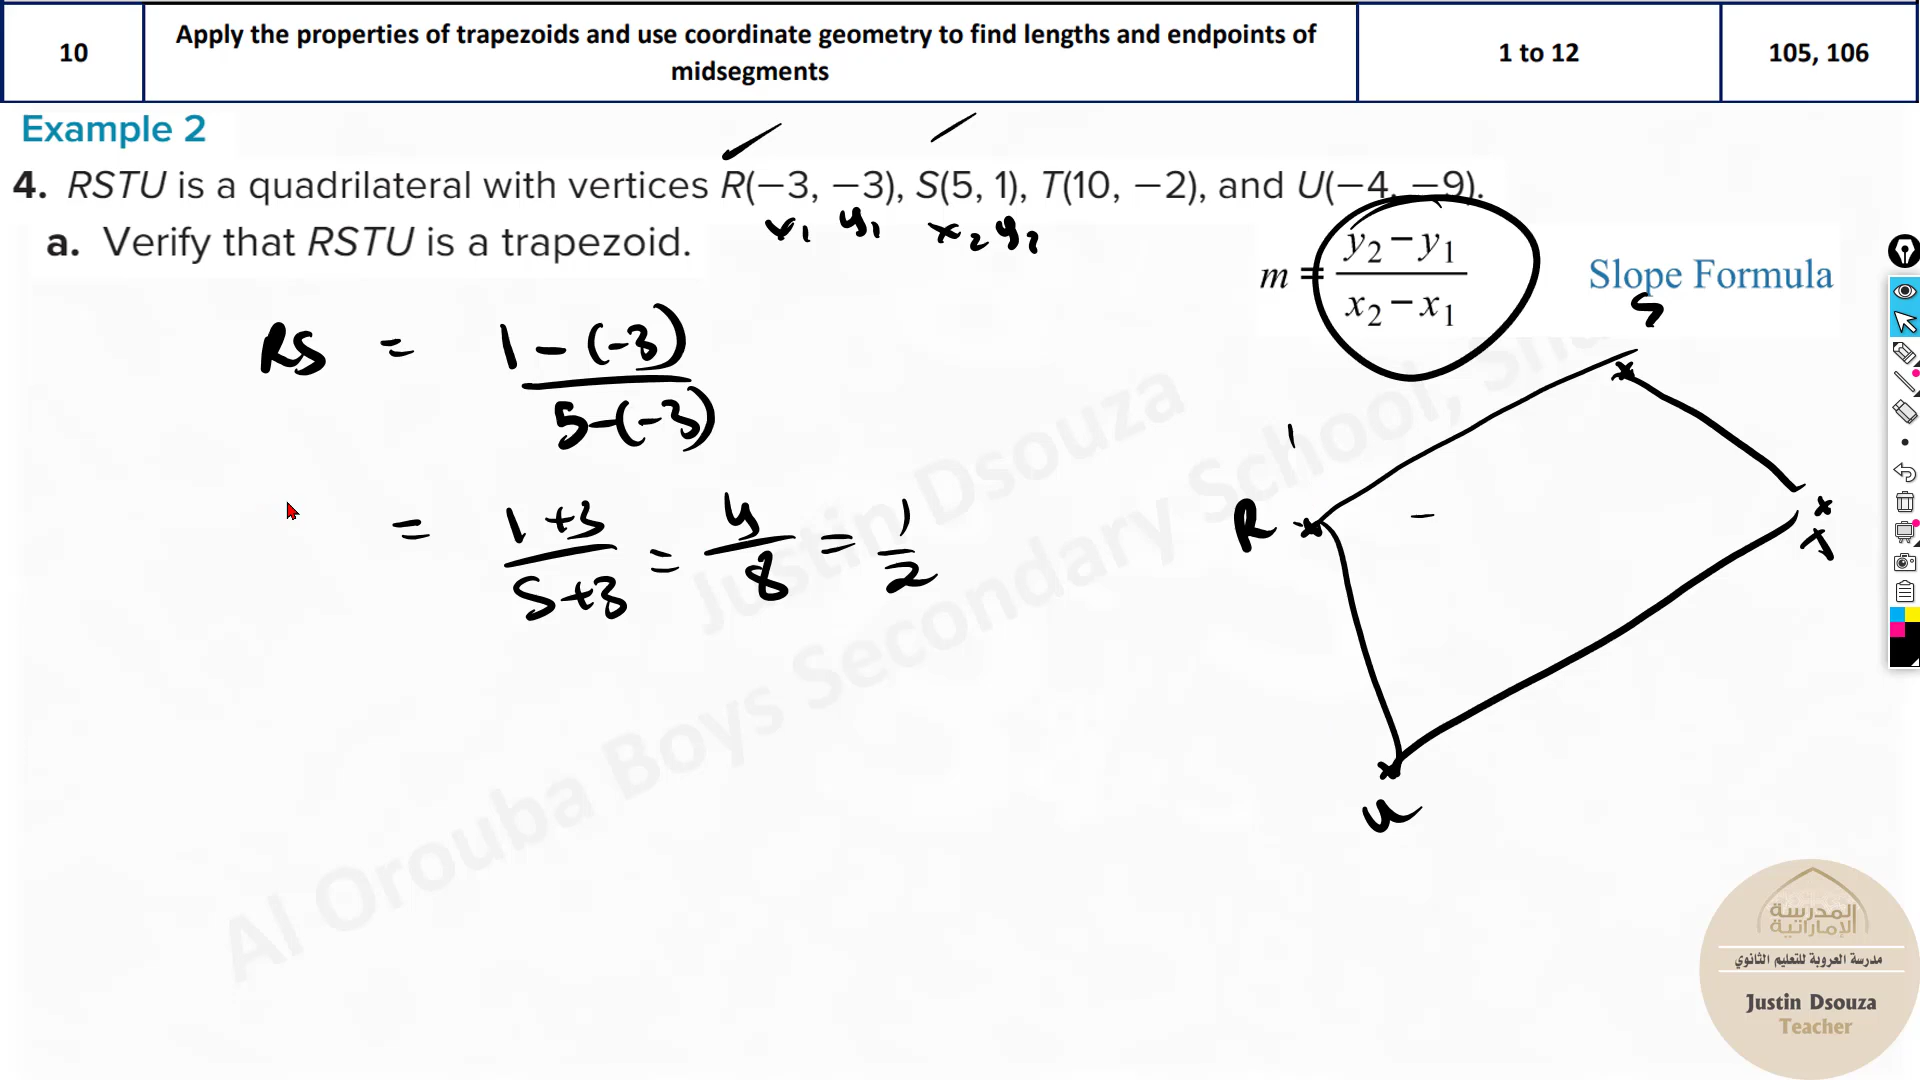 10
Apply the properties of trapezoids and use coordinate geometry to find lengths and endpoints of
midsegments
1 to 12
105, 106
Example 2
4. RSTU is a quadrilateral with vertices R(−3, −3), S(5, 1), T(10, −2), and U(−4, −9).
x1 y1 x2 y2
a. Verify that RSTU is a trapezoid.
m = y2 − y1 / x2 − x1
Slope Formula
RS = 1 - (-3) / 5-(-3)
= 1 +3 / 5+3 = 4 / 8 = 1 / 2
S
R
T
U
Justin Dsouza
Al Orouba Boys Secondary School,
المدرسة
الإماراتية
مدرسة العروبة للتعليم الثانوي
Justin Dsouza
Teacher